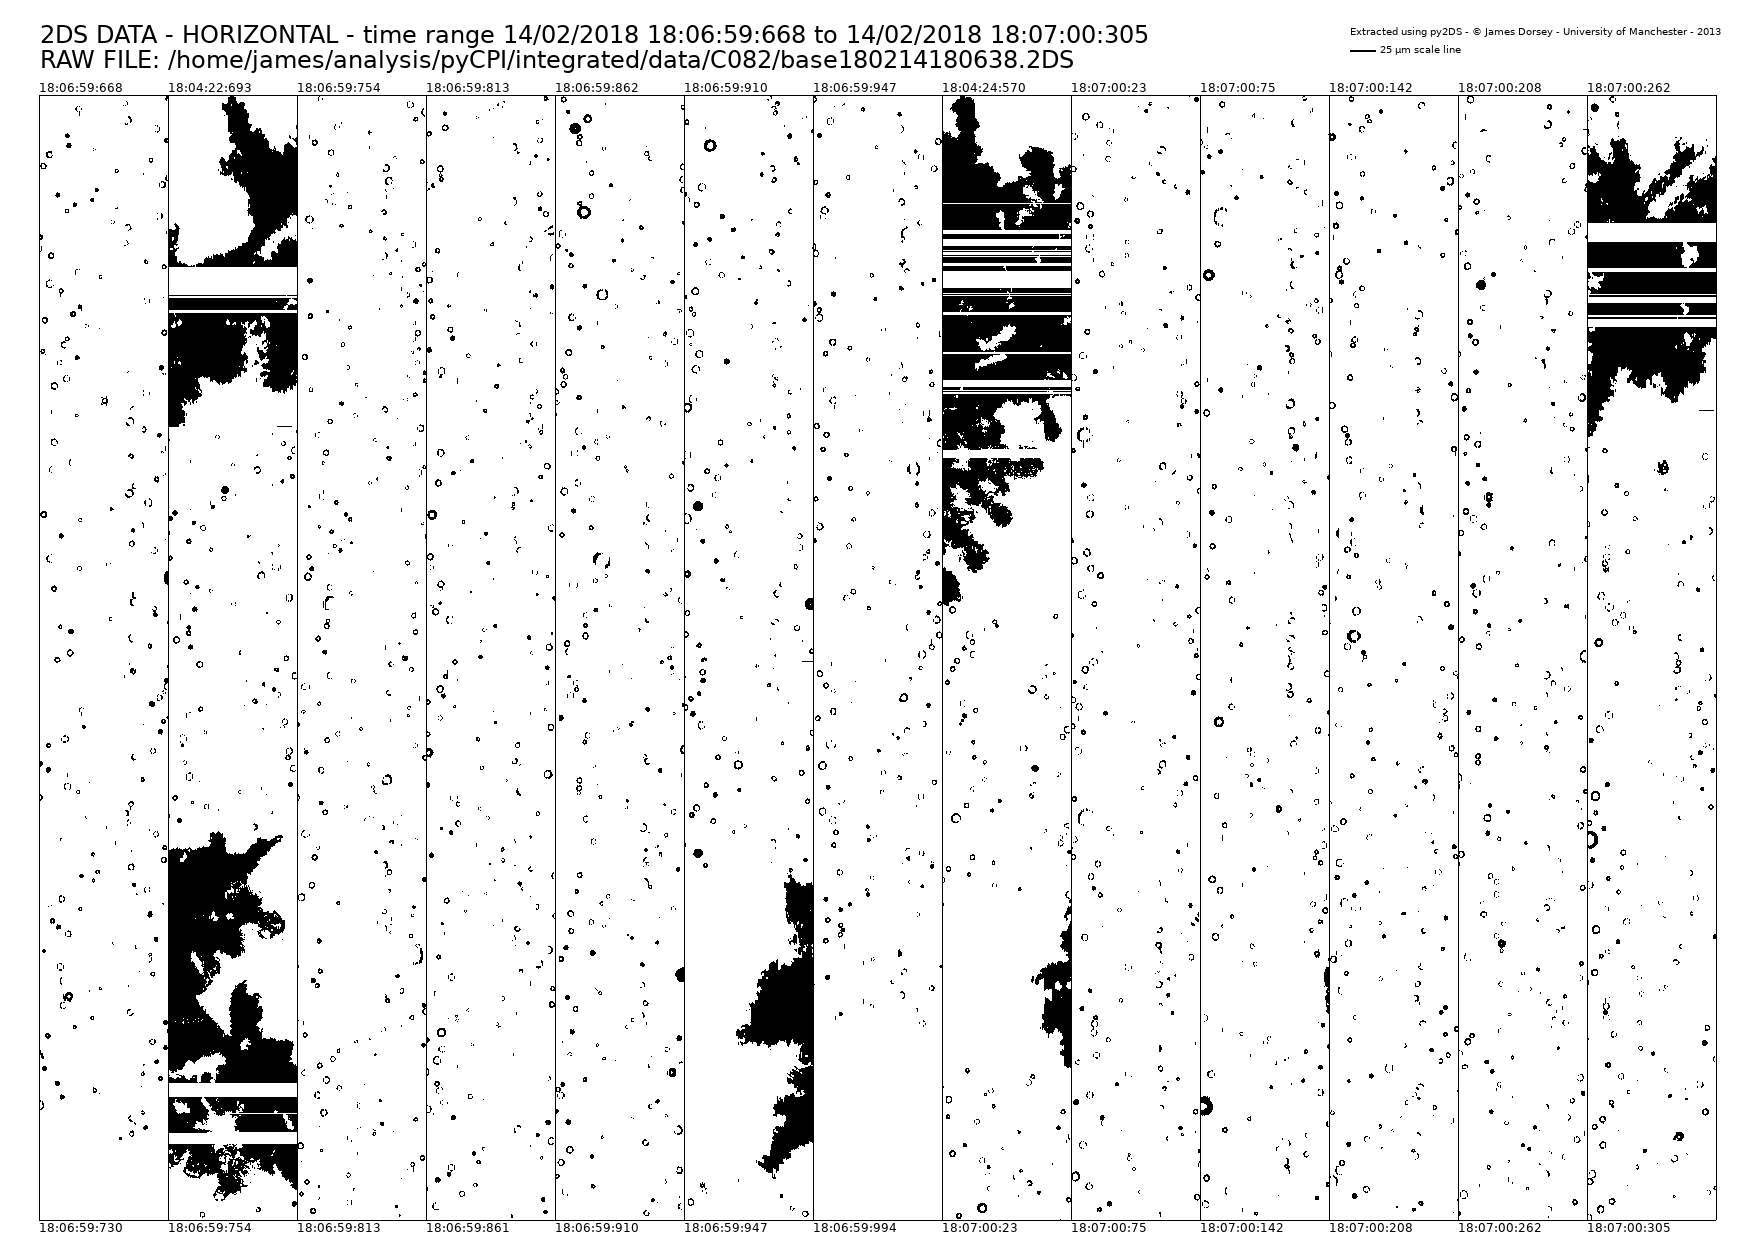 2DS DATA - HORIZONTAL - time range 14/02/2018 18:06:59:668 to 14/02/2018 18:07:00:305
RAW FILE: /home/james/analysis/pyCPI/integrated/data/C082/base180214180638.2DS
Extracted using py2DS - © James Dorsey - University of Manchester - 2013
25 µm scale line
18:06:59:668 18:04:22:693 18:06:59:754 18:06:59:813 18:06:59:862 18:06:59:910 18:06:59:947 18:04:24:570 18:07:00:23 18:07:00:75 18:07:00:142 18:07:00:208 18:07:00:262
18:06:59:730 18:06:59:754 18:06:59:813 18:06:59:861 18:06:59:910 18:06:59:947 18:06:59:994 18:07:00:23 18:07:00:75 18:07:00:142 18:07:00:208 18:07:00:262 18:07:00:305